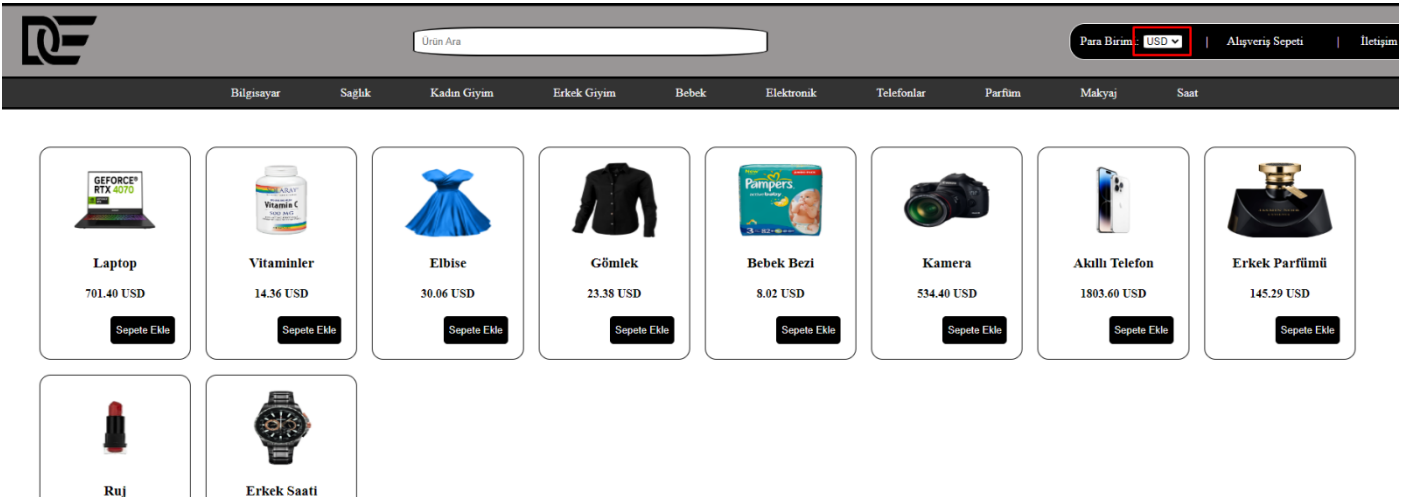 Ürün Ara
Para Birimi: USD | Alışveriş Sepeti | İletişim
Bilgisayar Sağlık Kadın Giyim Erkek Giyim Bebek Elektronik Telefonlar Parfüm Makyaj Saat
GEFORCE®
RTX 4070
Vitamin C
Pampers
Laptop Vitaminler Elbise Gömlek Bebek Bezi Kamera Akıllı Telefon Erkek Parfümü
701.40 USD 14.36 USD 30.06 USD 23.38 USD 8.02 USD 534.40 USD 1803.60 USD 145.29 USD
Sepete Ekle Sepete Ekle Sepete Ekle Sepete Ekle Sepete Ekle Sepete Ekle Sepete Ekle Sepete Ekle
Ruj Erkek Saati